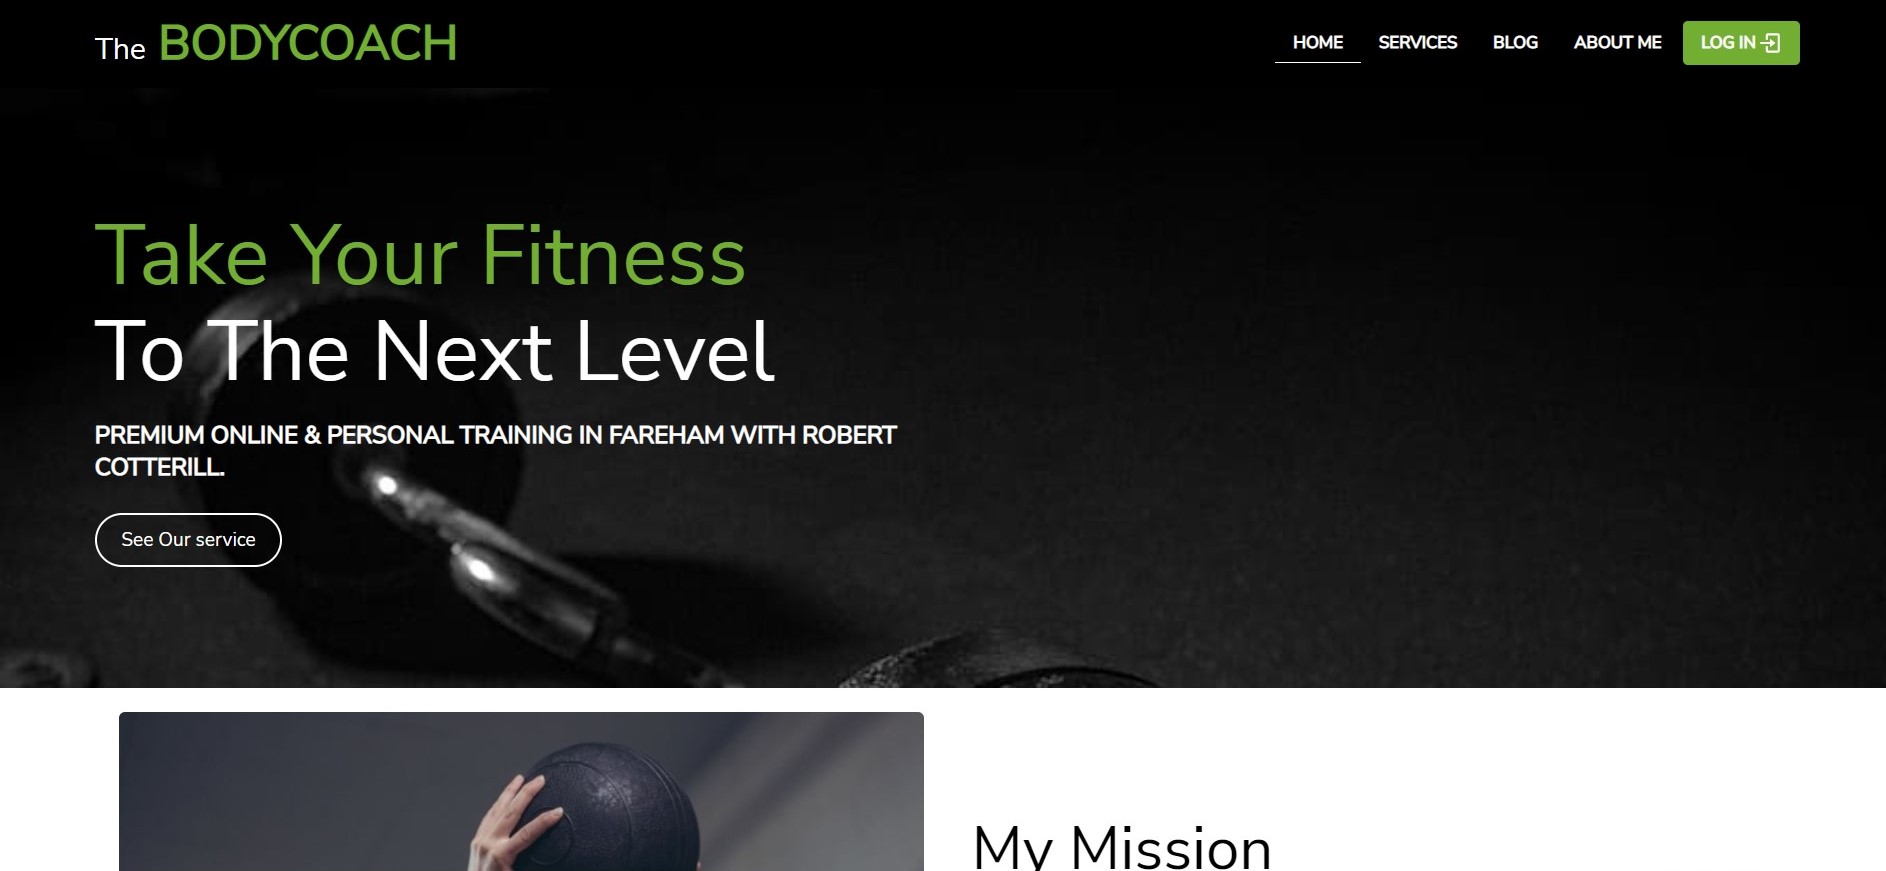 The BODYCOACH
HOME SERVICES BLOG ABOUT ME LOG IN
Take Your Fitness
To The Next Level
PREMIUM ONLINE & PERSONAL TRAINING IN FAREHAM WITH ROBERT
COTTERILL.
See Our service
My Mission